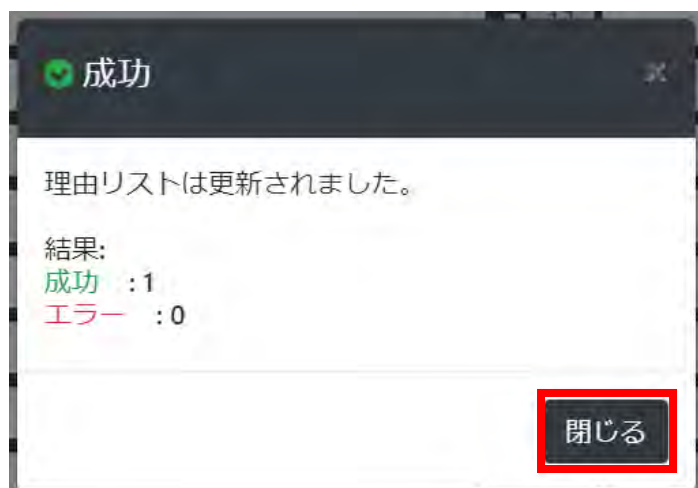 成功
理由リストは更新されました。
結果:
成功 :1
エラー :0
閉じる